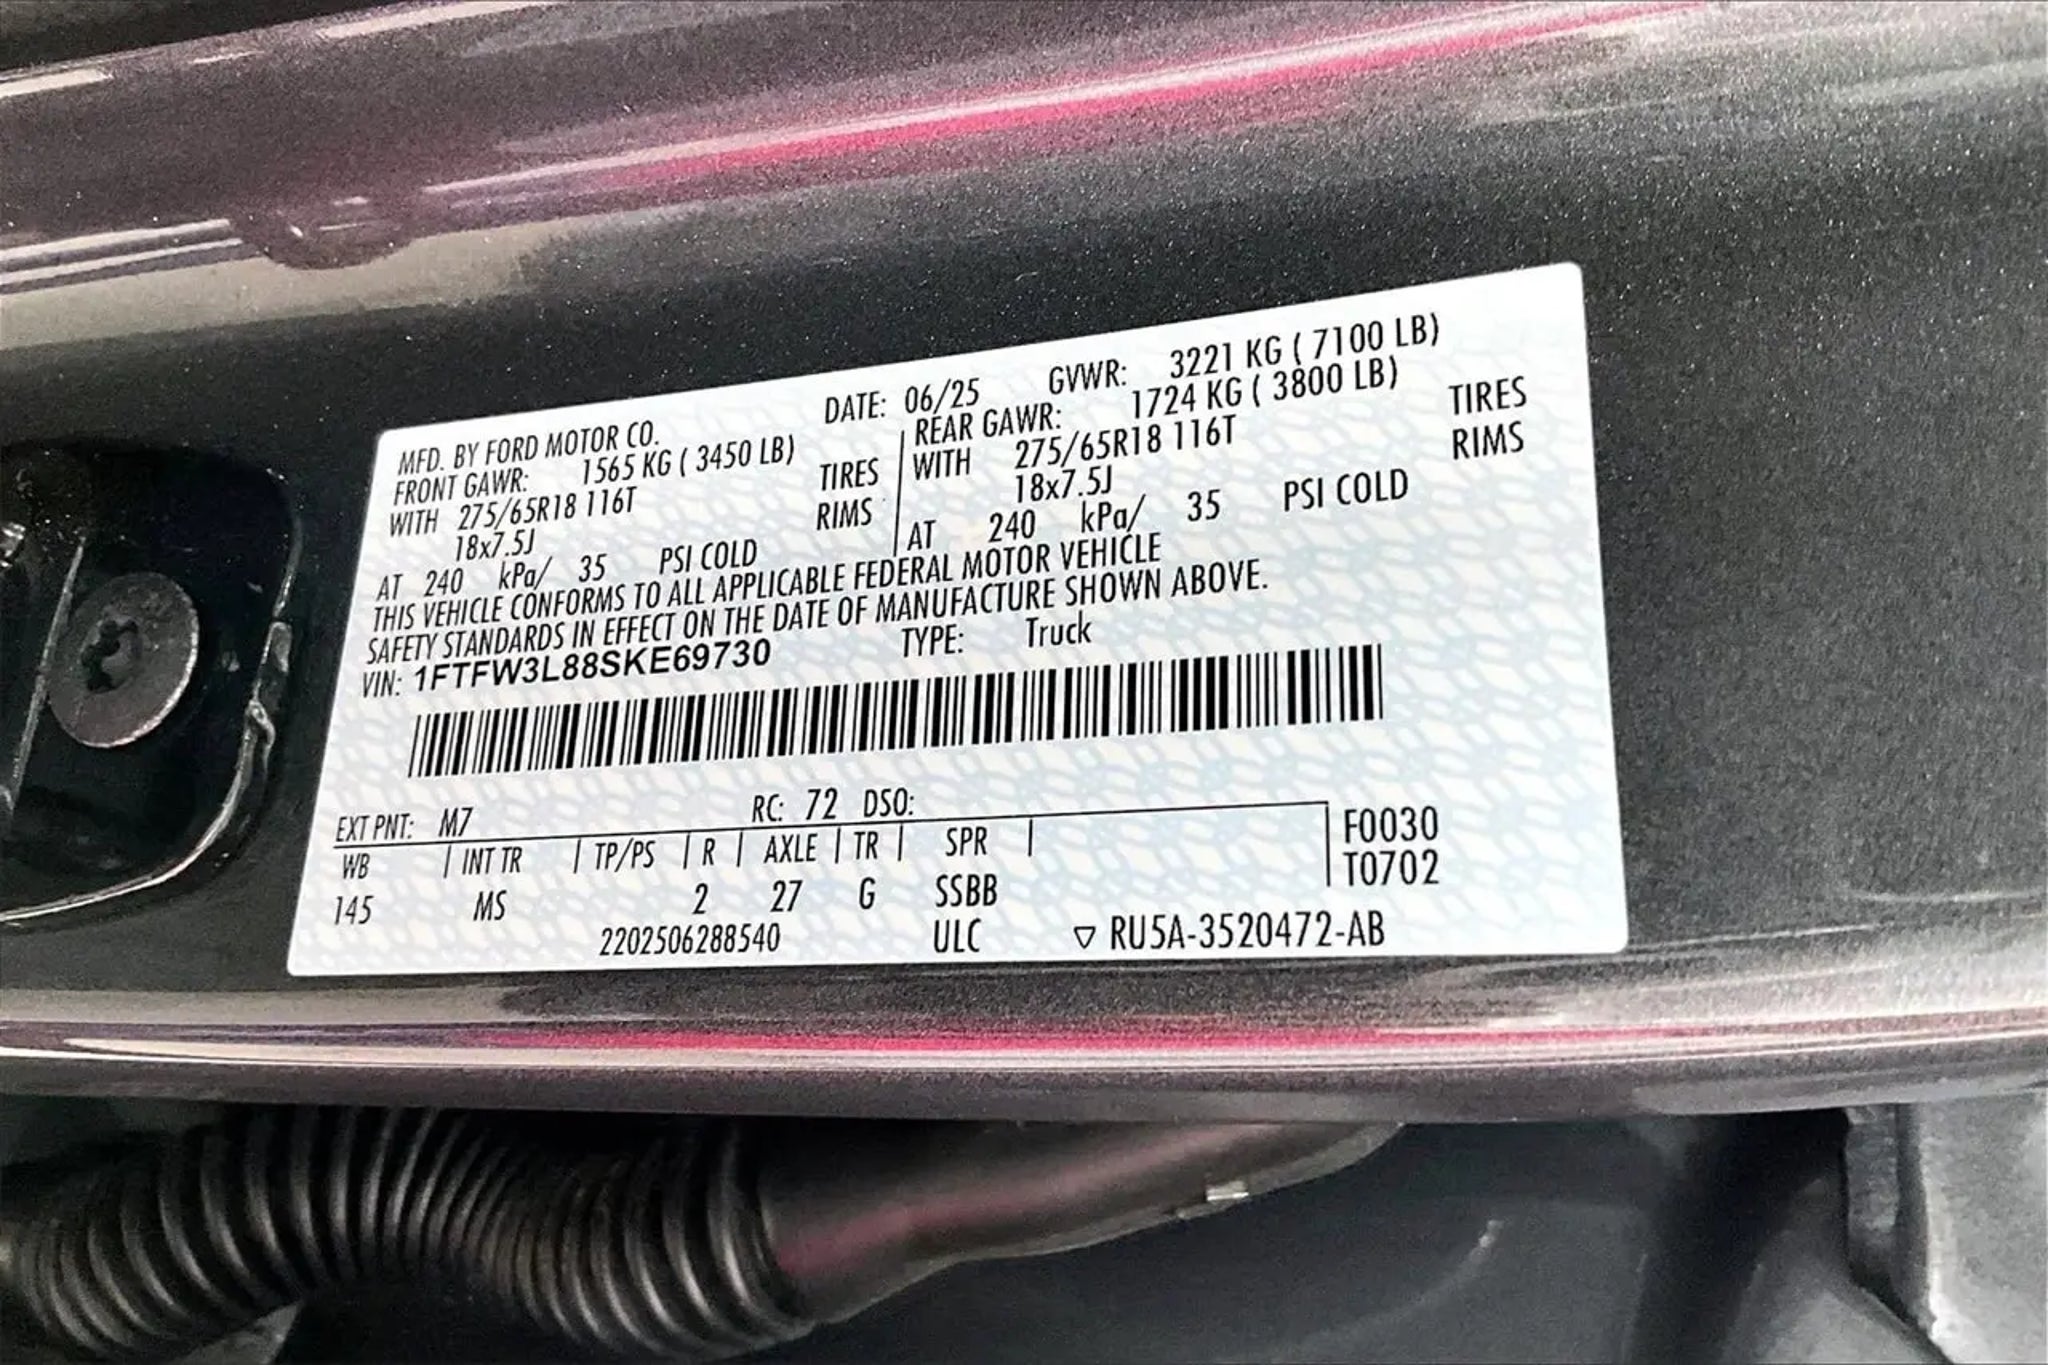 MFD. BY FORD MOTOR CO.
DATE: 06/25 GVWR: 3221 KG ( 7100 LB)
FRONT GAWR: 1565 KG ( 3450 LB)
WITH 275/65R18 116T TIRES
18x7.5J RIMS
AT 240 kPa/ 35 PSI COLD
REAR GAWR: 1724 KG ( 3800 LB)
WITH 275/65R18 116T TIRES
18x7.5J RIMS
AT 240 kPa/ 35 PSI COLD
THIS VEHICLE CONFORMS TO ALL APPLICABLE FEDERAL MOTOR VEHICLE
SAFETY STANDARDS IN EFFECT ON THE DATE OF MANUFACTURE SHOWN ABOVE.
VIN: 1FTFW3L88SKE69730 TYPE: Truck
EXT PNT: M7 RC: 72 DSO:
WB | INT TR | TP/PS | R | AXLE | TR | SPR | F0030
145 MS 2 27 G SSBB T0702
2202506288540 ULC ▽ RU5A-3520472-AB